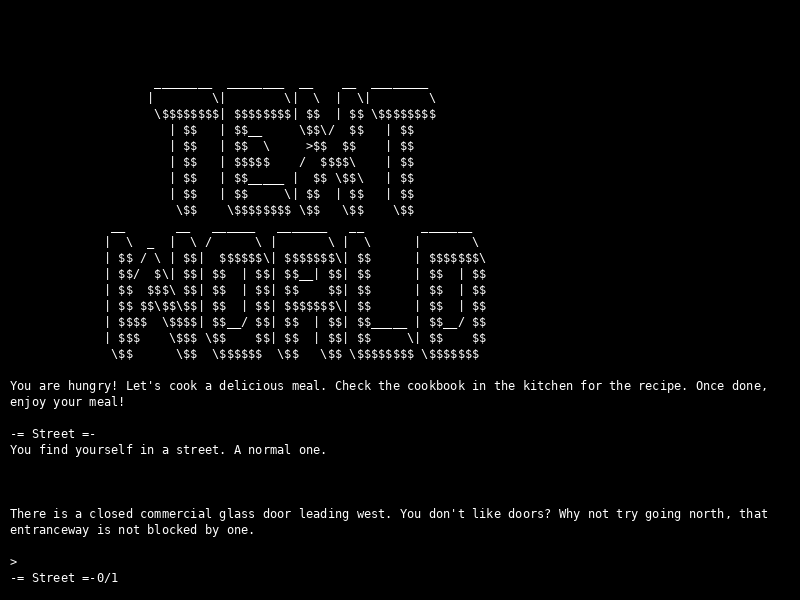 TEXT
WORLD
You are hungry! Let's cook a delicious meal. Check the cookbook in the kitchen for the recipe. Once done,
enjoy your meal!
-= Street =-
You find yourself in a street. A normal one.
There is a closed commercial glass door leading west. You don't like doors? Why not try going north, that
entranceway is not blocked by one.
>
-= Street =-0/1